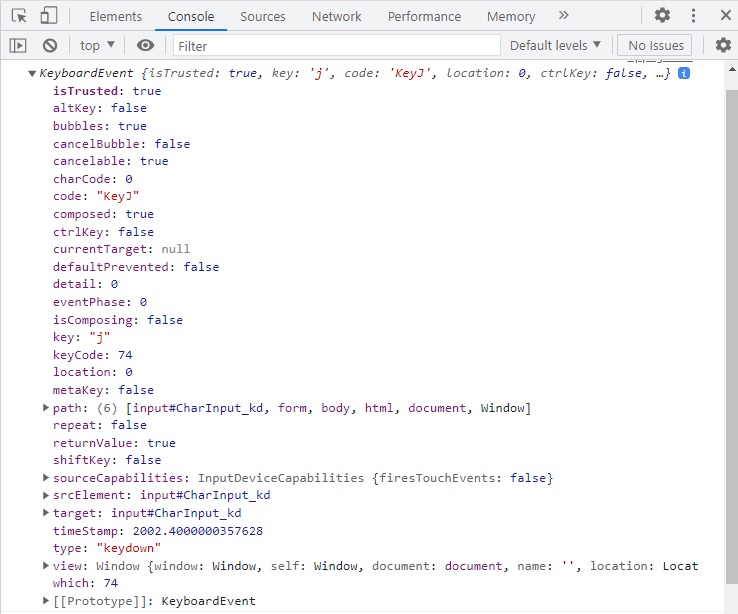 Elements Console Sources Network Performance Memory
top Filter Default levels No Issues
KeyboardEvent {isTrusted: true, key: 'j', code: 'KeyJ', location: 0, ctrlKey: false, …} i
isTrusted: true
altKey: false
bubbles: true
cancelBubble: false
cancelable: true
charCode: 0
code: "KeyJ"
composed: true
ctrlKey: false
currentTarget: null
defaultPrevented: false
detail: 0
eventPhase: 0
isComposing: false
key: "j"
keyCode: 74
location: 0
metaKey: false
path: (6) [input#CharInput_kd, form, body, html, document, Window]
repeat: false
returnValue: true
shiftKey: false
sourceCapabilities: InputDeviceCapabilities {firesTouchEvents: false}
srcElement: input#CharInput_kd
target: input#CharInput_kd
timeStamp: 2002.4000000357628
type: "keydown"
view: Window {window: Window, self: Window, document: document, name: '', location: Locat
which: 74
[[Prototype]]: KeyboardEvent